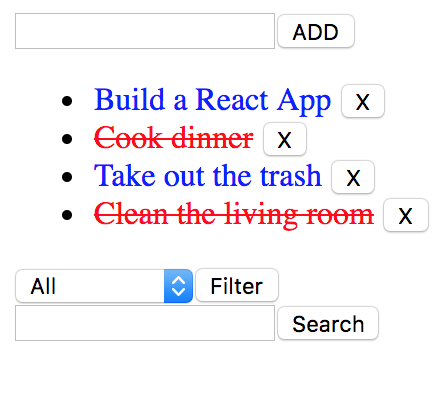 ADD
Build a React App X
Cook dinner X
Take out the trash X
Clean the living room X
All Filter
Search